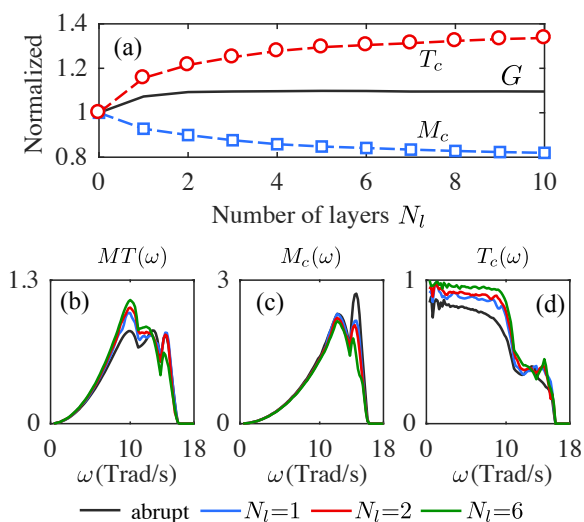 1.4
(a)
T_c
1.2
G
Normalized
1
M_c
0.8
0 2 4 6 8 10
Number of layers N_l
MT(ω) M_c(ω) T_c(ω)
1.3 3 1
(b) (c) (d)
0 0 0
0 10 18 0 10 18 0 10 18
ω(Trad/s) ω(Trad/s) ω(Trad/s)
abrupt N_l=1 N_l=2 N_l=6